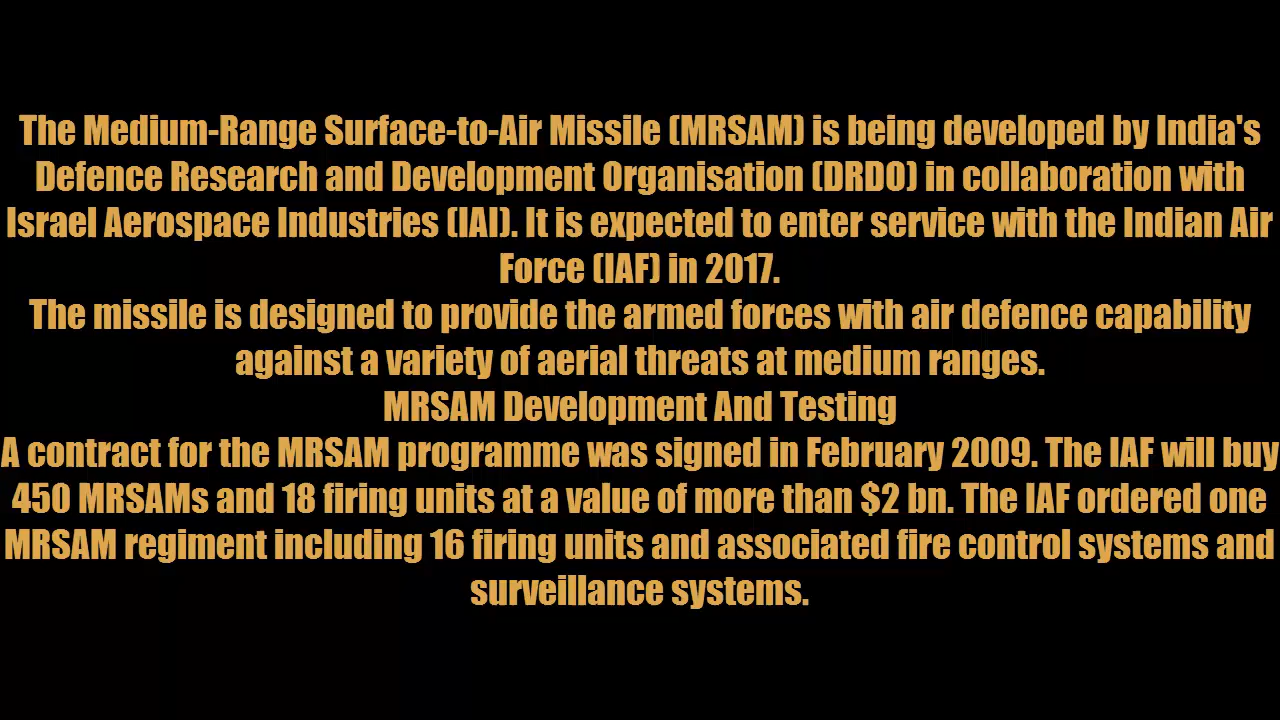 The Medium-Range Surface-to-Air Missile (MRSAM) is being developed by India's
Defence Research and Development Organisation (DRDO) in collaboration with
Israel Aerospace Industries (IAI). It is expected to enter service with the Indian Air
Force (IAF) in 2017.
The missile is designed to provide the armed forces with air defence capability
against a variety of aerial threats at medium ranges.
MRSAM Development And Testing
A contract for the MRSAM programme was signed in February 2009. The IAF will buy
450 MRSAMs and 18 firing units at a value of more than $2 bn. The IAF ordered one
MRSAM regiment including 16 firing units and associated fire control systems and
surveillance systems.